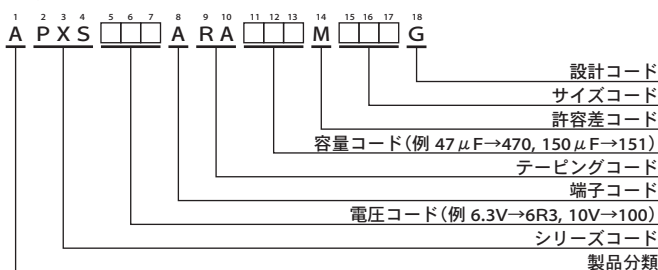 1 2 3 4 5 6 7 8 9 10 11 12 13 14 15 16 17 18
A PXS □□□ A RA □□□ M □□□ G
設計コード
サイズコード
許容差コード
容量コード(例 47μF→470, 150μF→151)
テーピングコード
端子コード
電圧コード(例 6.3V→6R3, 10V→100)
シリーズコード
製品分類